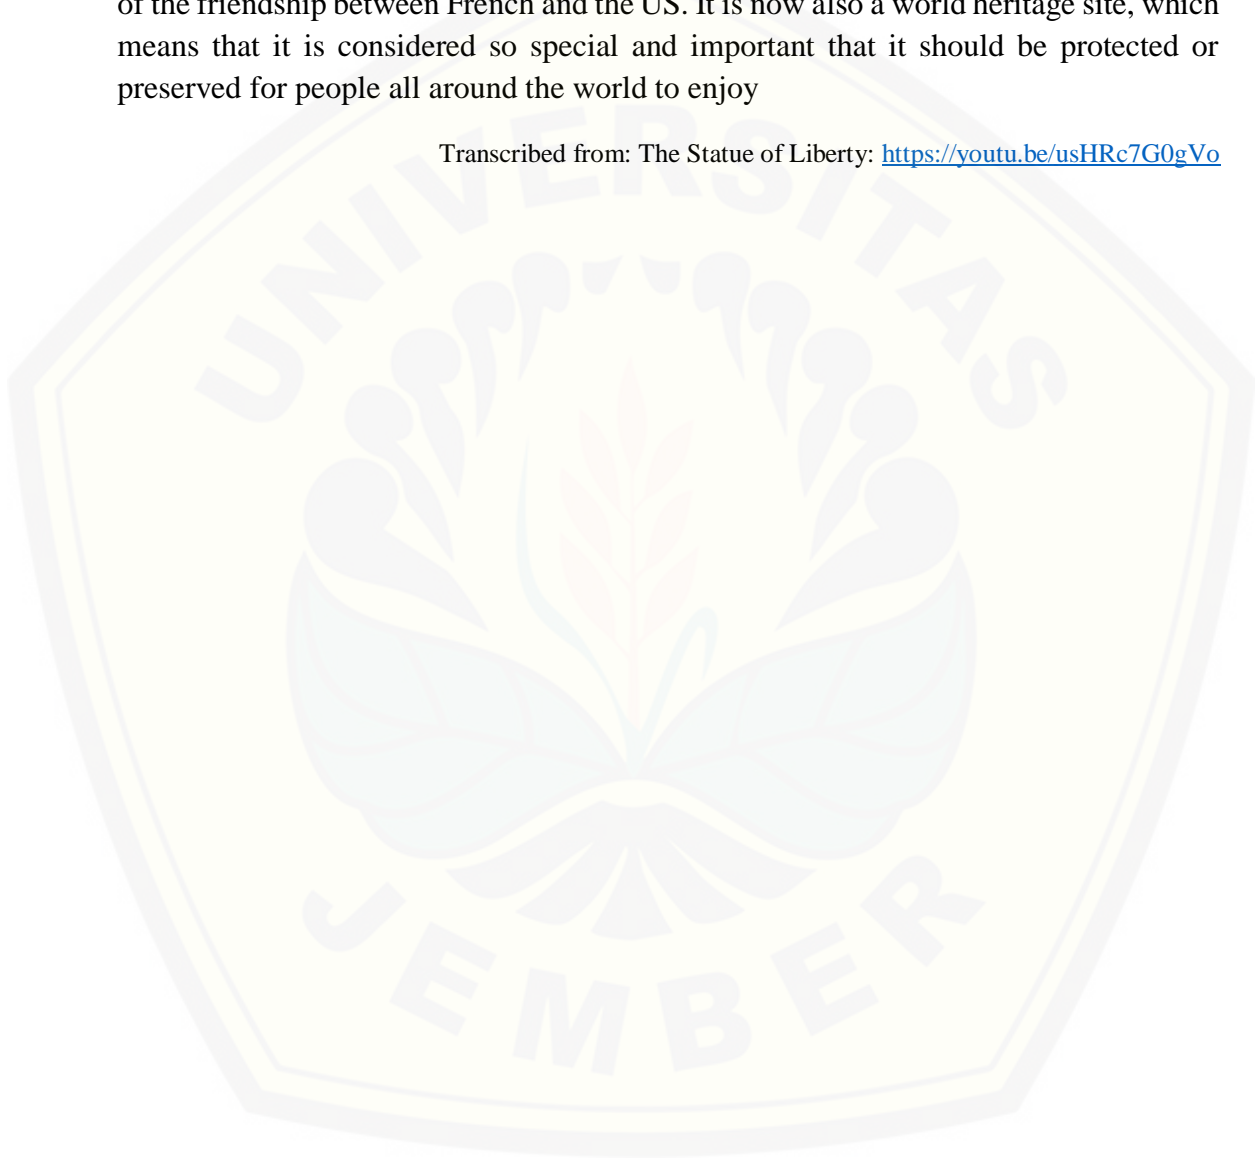 of the friendship between French and the US. It is now also a world heritage site, which
means that it is considered so special and important that it should be protected or
preserved for people all around the world to enjoy
Transcribed from: The Statue of Liberty: https://youtu.be/usHRc7G0gVo
UNIVERSITAS
JEMBER